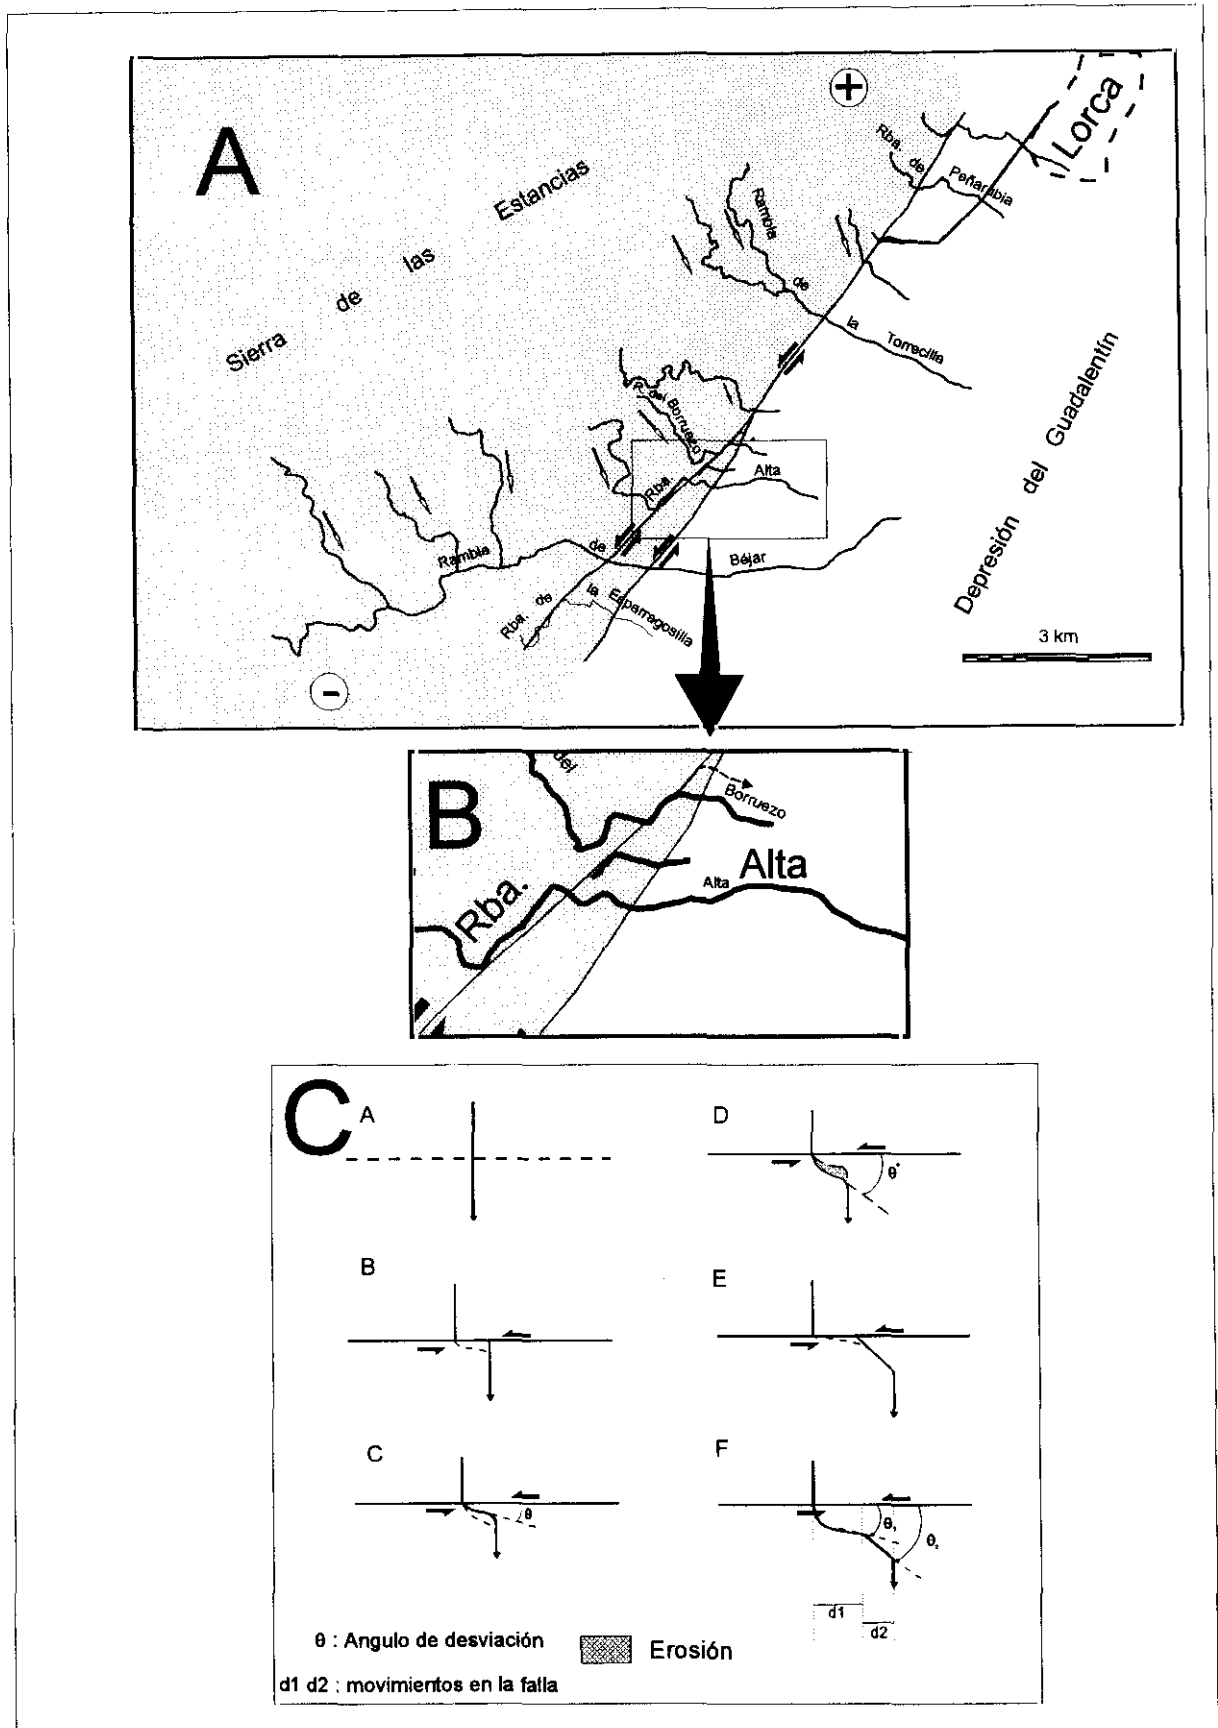 A
+
Lorca
Rba. de Peñarubia
Sierra de las Estancias
Rambla de la Torrecilla
R. del Borruezo
Rba. Alta
Rambla de Béjar
Rba. de la Esparragosilla
Depresión del Guadalentín
3 km
-
B
del
Borruezo
Rba. Alta
Alta
C
A
D
θ*
B
E
C
θ
F
θ₁
θ₂
d1
d2
θ : Angulo de desviación
Erosión
d1 d2 : movimientos en la falla